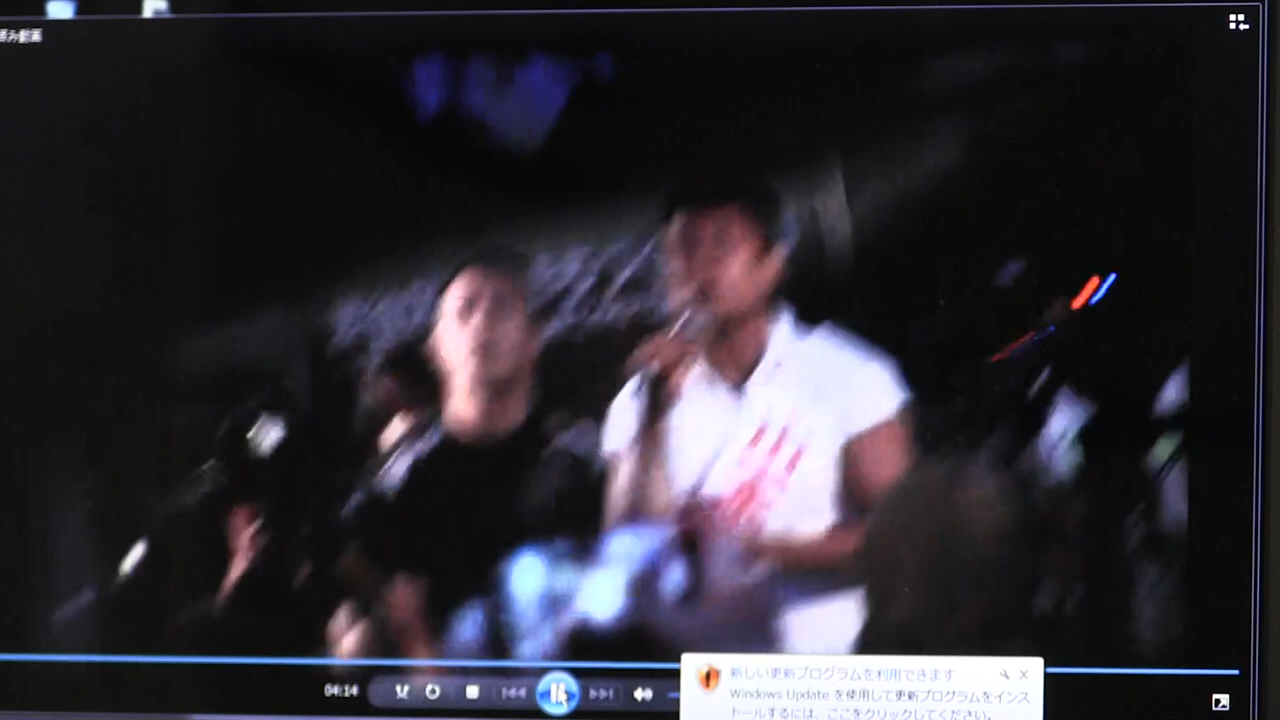 済み動画
04:14
新しい更新プログラムを利用できます
Windows Update を使用して更新プログラムをインス
トールするには、ここをクリックしてください。